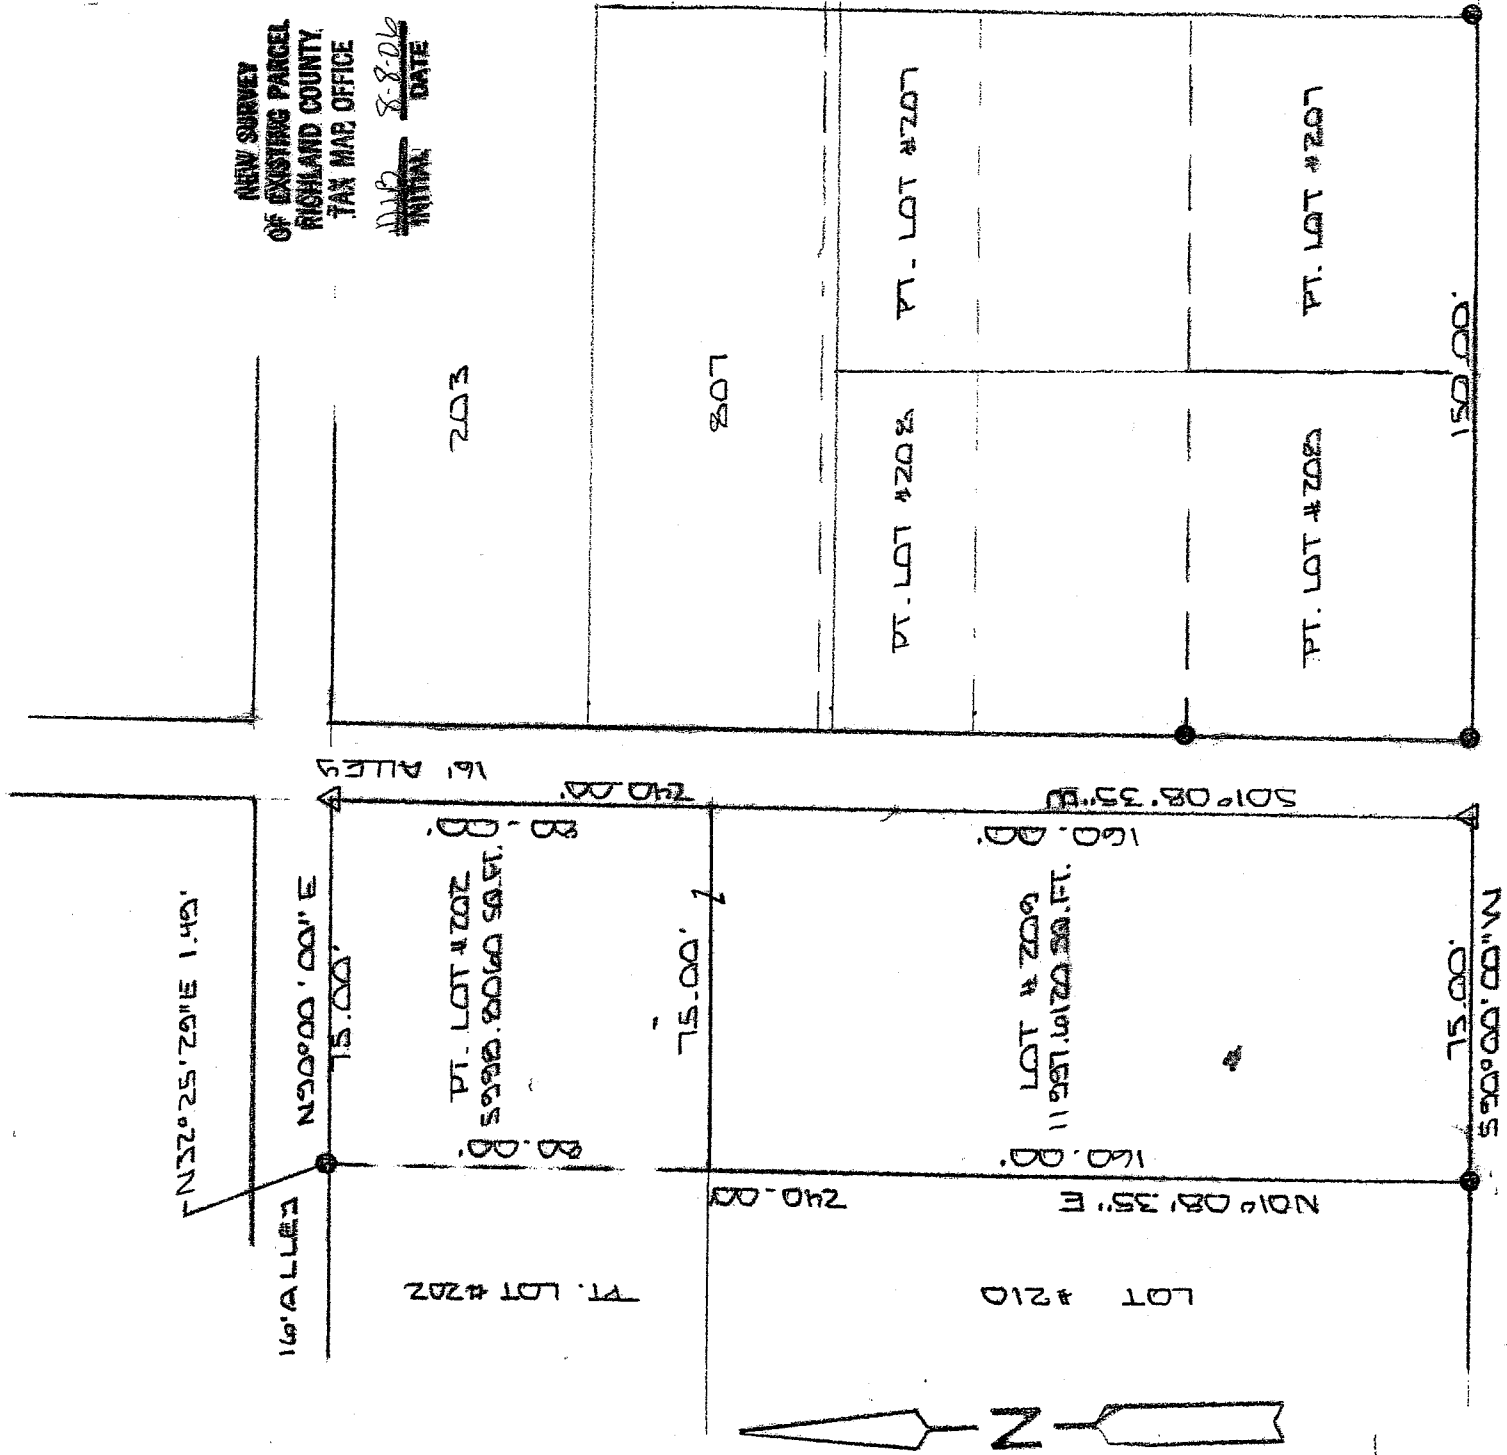 NEW SURVEY
OF EXISTING PARCEL
RICHLAND COUNTY
TAX MAP OFFICE
8-8-06
INITIAL DATE
203
807
PT. LOT #207
PT. LOT #207
PT. LOT #208
PT. LOT #208
150.00'
16' ALLEY
240.00'
S01°08'35"W
80.00'
160.00'
N32°25'29"E 1.49'
N90°00'00"E
75.00'
PT. LOT #202
5998.8060 SQ.FT.
75.00'
LOT #209
SQ.FT.
75.00'
S90°00'00"W
80.00'
160.00'
240.00
N01°08'35"E
16' ALLEY
PT. LOT #202
LOT #210
N